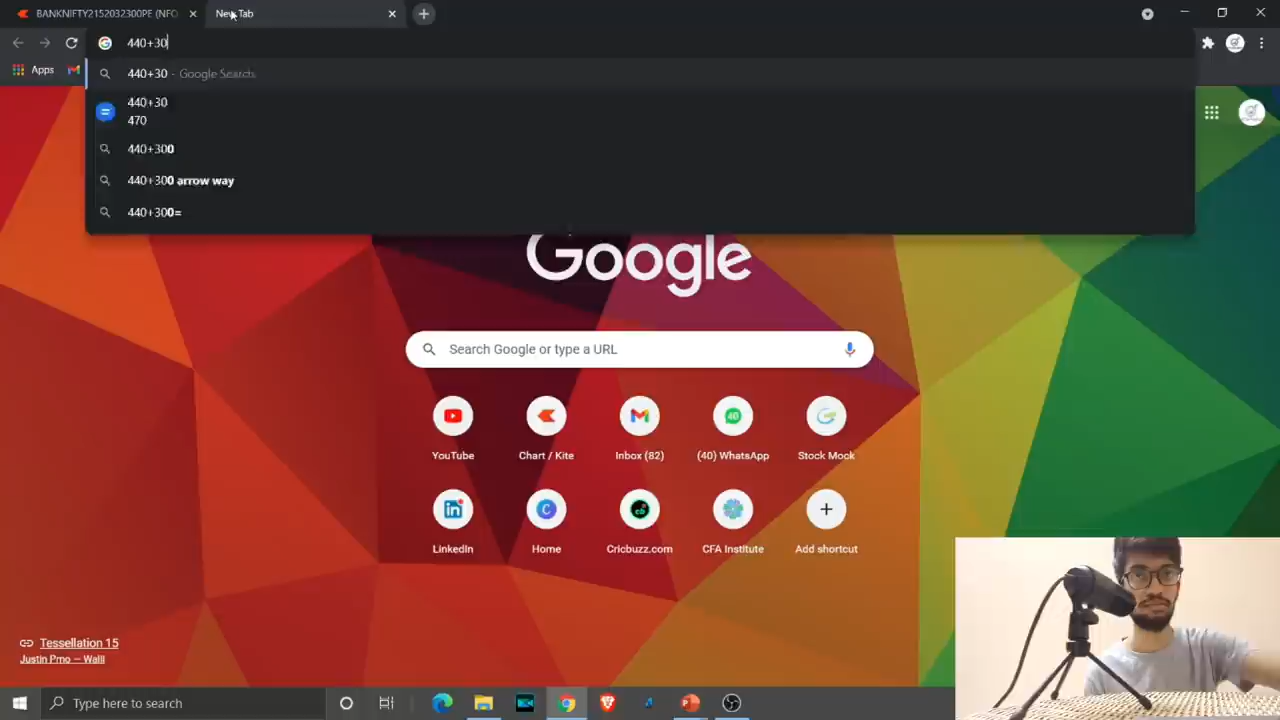 BANKNIFTY2152032300PE (NFO
New Tab
440+30
Apps
440+30 - Google Search
440+30
470
440+300
440+300 arrow way
440+300=
Google
Search Google or type a URL
YouTube
Chart / Kite
Inbox (82)
40
(40) WhatsApp
Stock Mock
LinkedIn
Home
Cricbuzz.com
CFA Institute
Add shortcut
Tessellation 15
Justin Prno — Walli
Type here to search